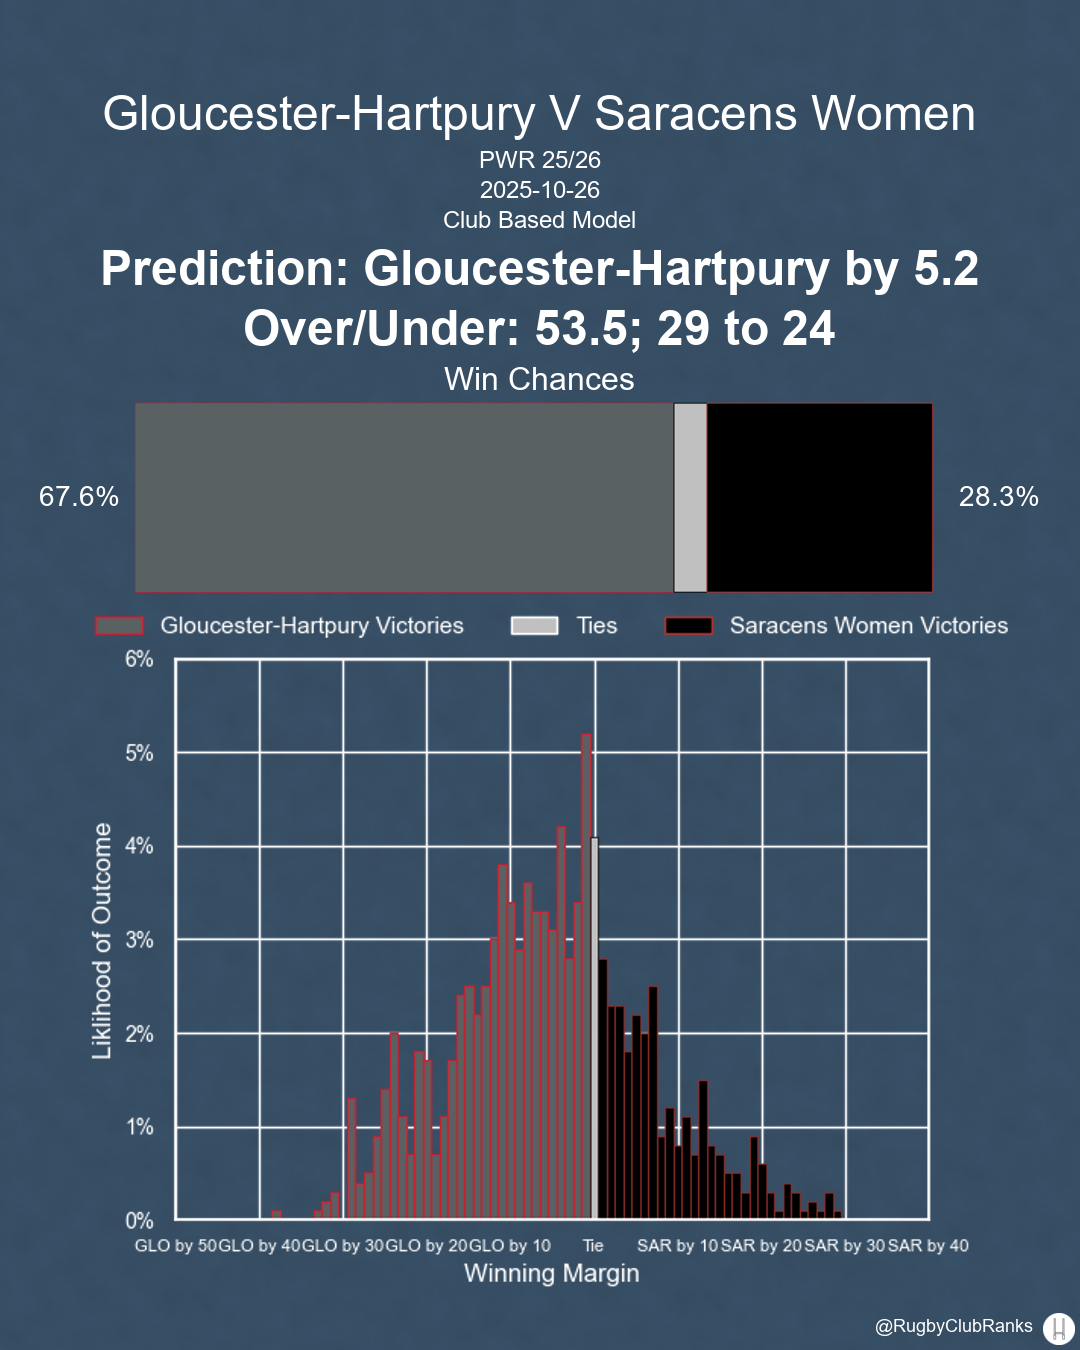 Gloucester-Hartpury V Saracens Women
PWR 25/26
2025-10-26
Club Based Model
Prediction: Gloucester-Hartpury by 5.2
Over/Under: 53.5; 29 to 24
Win Chances
67.6%
28.3%
Gloucester-Hartpury Victories
Ties
Saracens Women Victories
6%
5%
4%
3%
2%
1%
0%
Liklihood of Outcome
GLO by 50
GLO by 40
GLO by 30
GLO by 20
GLO by 10
Tie
SAR by 10
SAR by 20
SAR by 30
SAR by 40
Winning Margin
@RugbyClubRanks